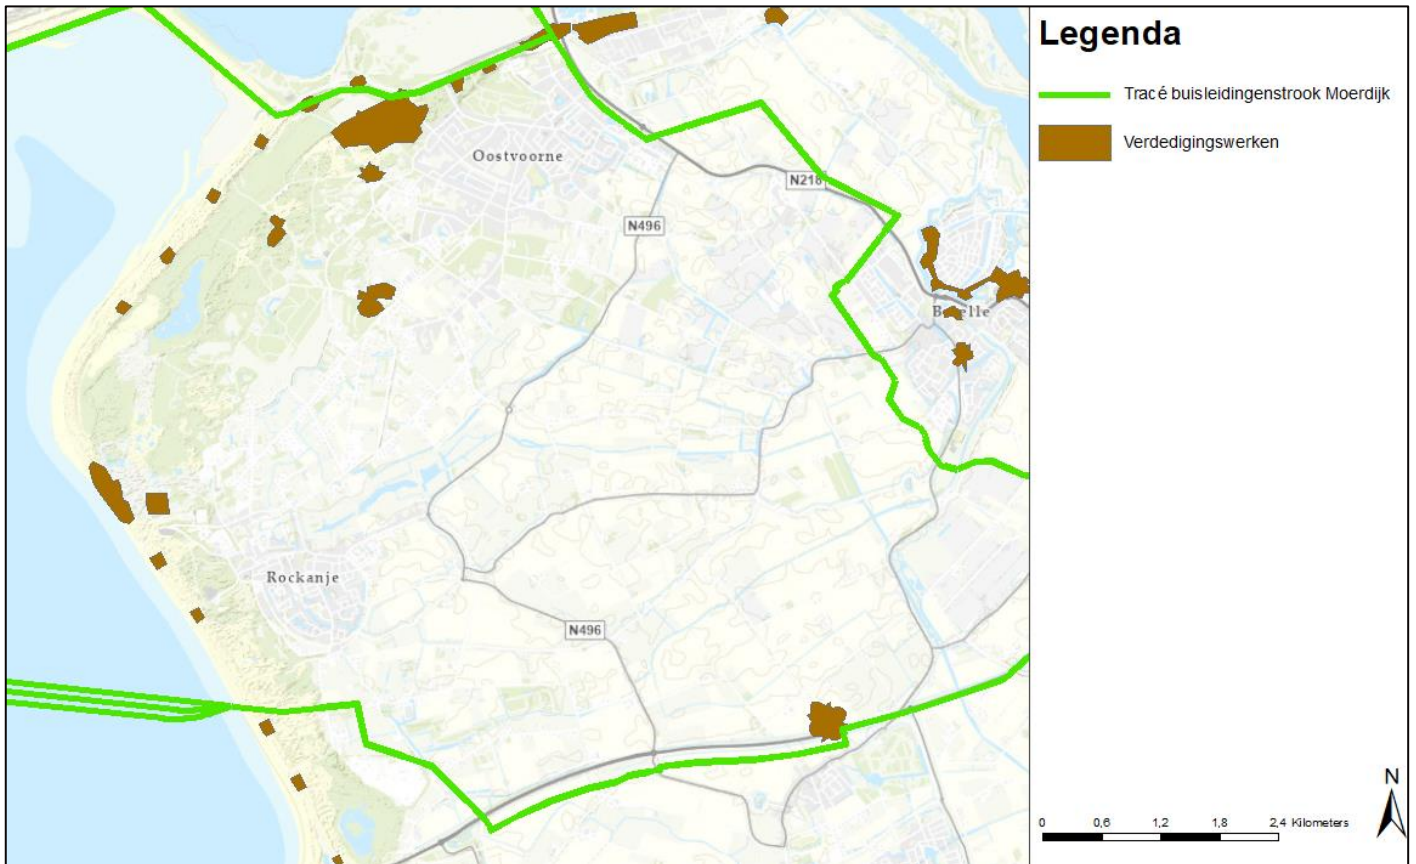 Legenda
Tracé buisleidingenstrook Moerdijk
Verdedigingswerken
Oostvoorne
N218
N496
Rockanje
N496
N
0 0,6 1,2 1,8 2,4 Kilometers